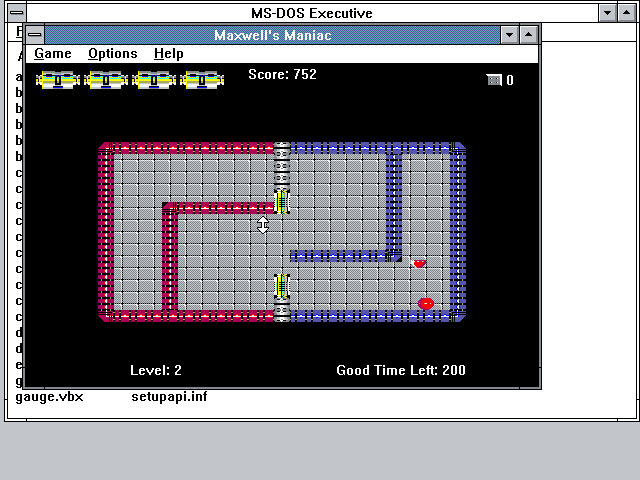 MS-DOS Executive
Maxwell's Maniac
Game Options Help
Score: 752
0
a
b
b
b
b
b
c
c
c
c
c
c
c
c
c
c
d
d
e
g
Level: 2 Good Time Left: 200
gauge.vbx setupapi.inf